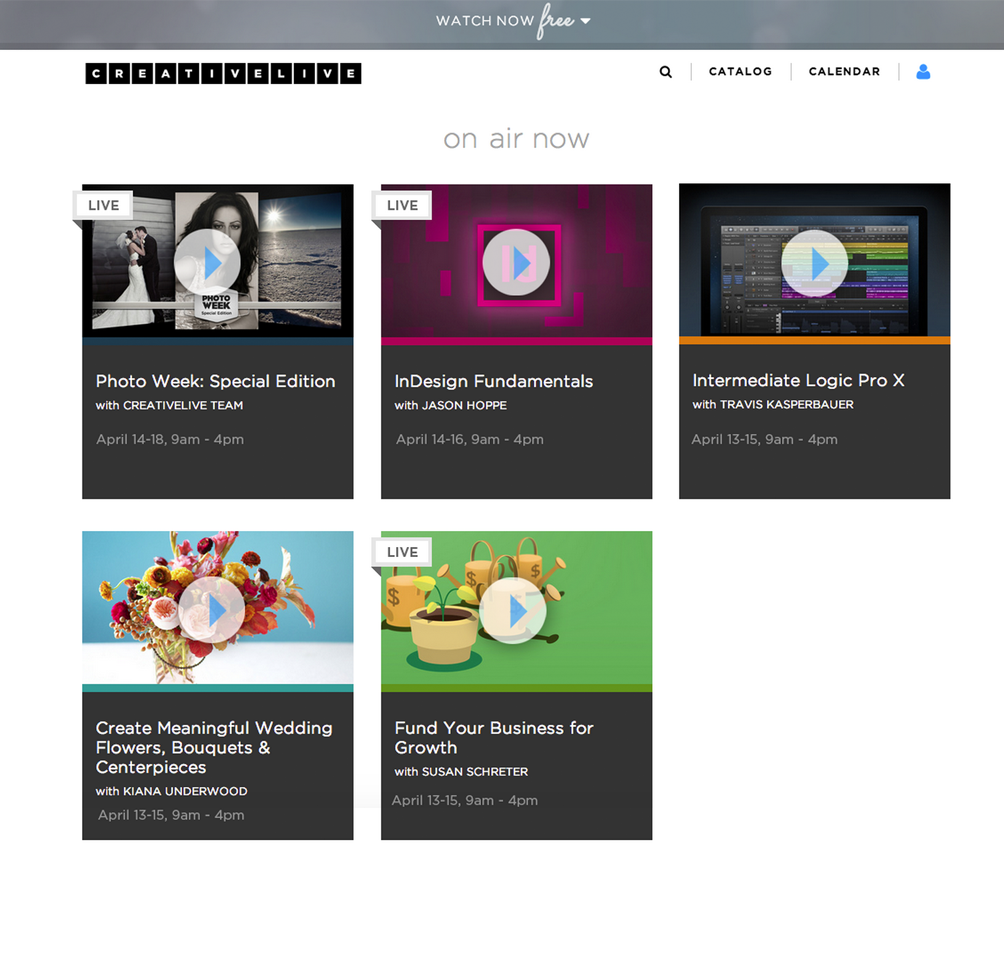 WATCH NOW free
CREATIVELIVE
CATALOG
CALENDAR
on air now
LIVE
PHOTO
WEEK
Special Edition
Photo Week: Special Edition
with CREATIVELIVE TEAM
April 14-18, 9am - 4pm
LIVE
InDesign Fundamentals
with JASON HOPPE
April 14-16, 9am - 4pm
Intermediate Logic Pro X
with TRAVIS KASPERBAUER
April 13-15, 9am - 4pm
Create Meaningful Wedding
Flowers, Bouquets &
Centerpieces
with KIANA UNDERWOOD
April 13-15, 9am - 4pm
LIVE
$
$
Fund Your Business for
Growth
with SUSAN SCHRETER
April 13-15, 9am - 4pm